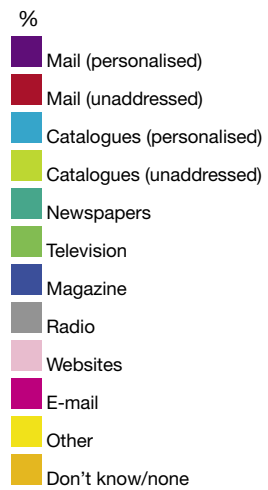 %
Mail (personalised)
Mail (unaddressed)
Catalogues (personalised)
Catalogues (unaddressed)
Newspapers
Television
Magazine
Radio
Websites
E-mail
Other
Don't know/none